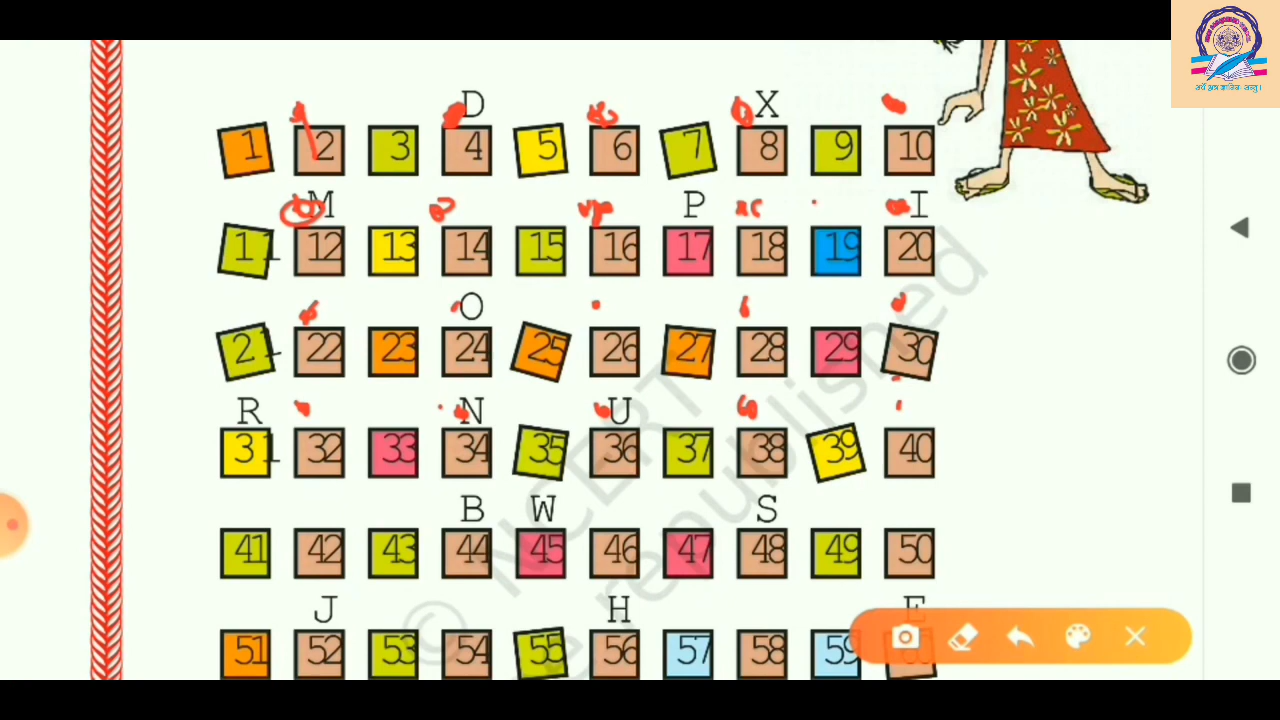 D X
1 2 3 4 5 6 7 8 9 10
M P I
11 12 13 14 15 16 17 18 19 20
O
21 22 23 24 25 26 27 28 29 30
R N U
31 32 33 34 35 36 37 38 39 40
B W S
41 42 43 44 45 46 47 48 49 50
J H E
51 52 53 54 55 56 57 58 59
© NCERT
republished